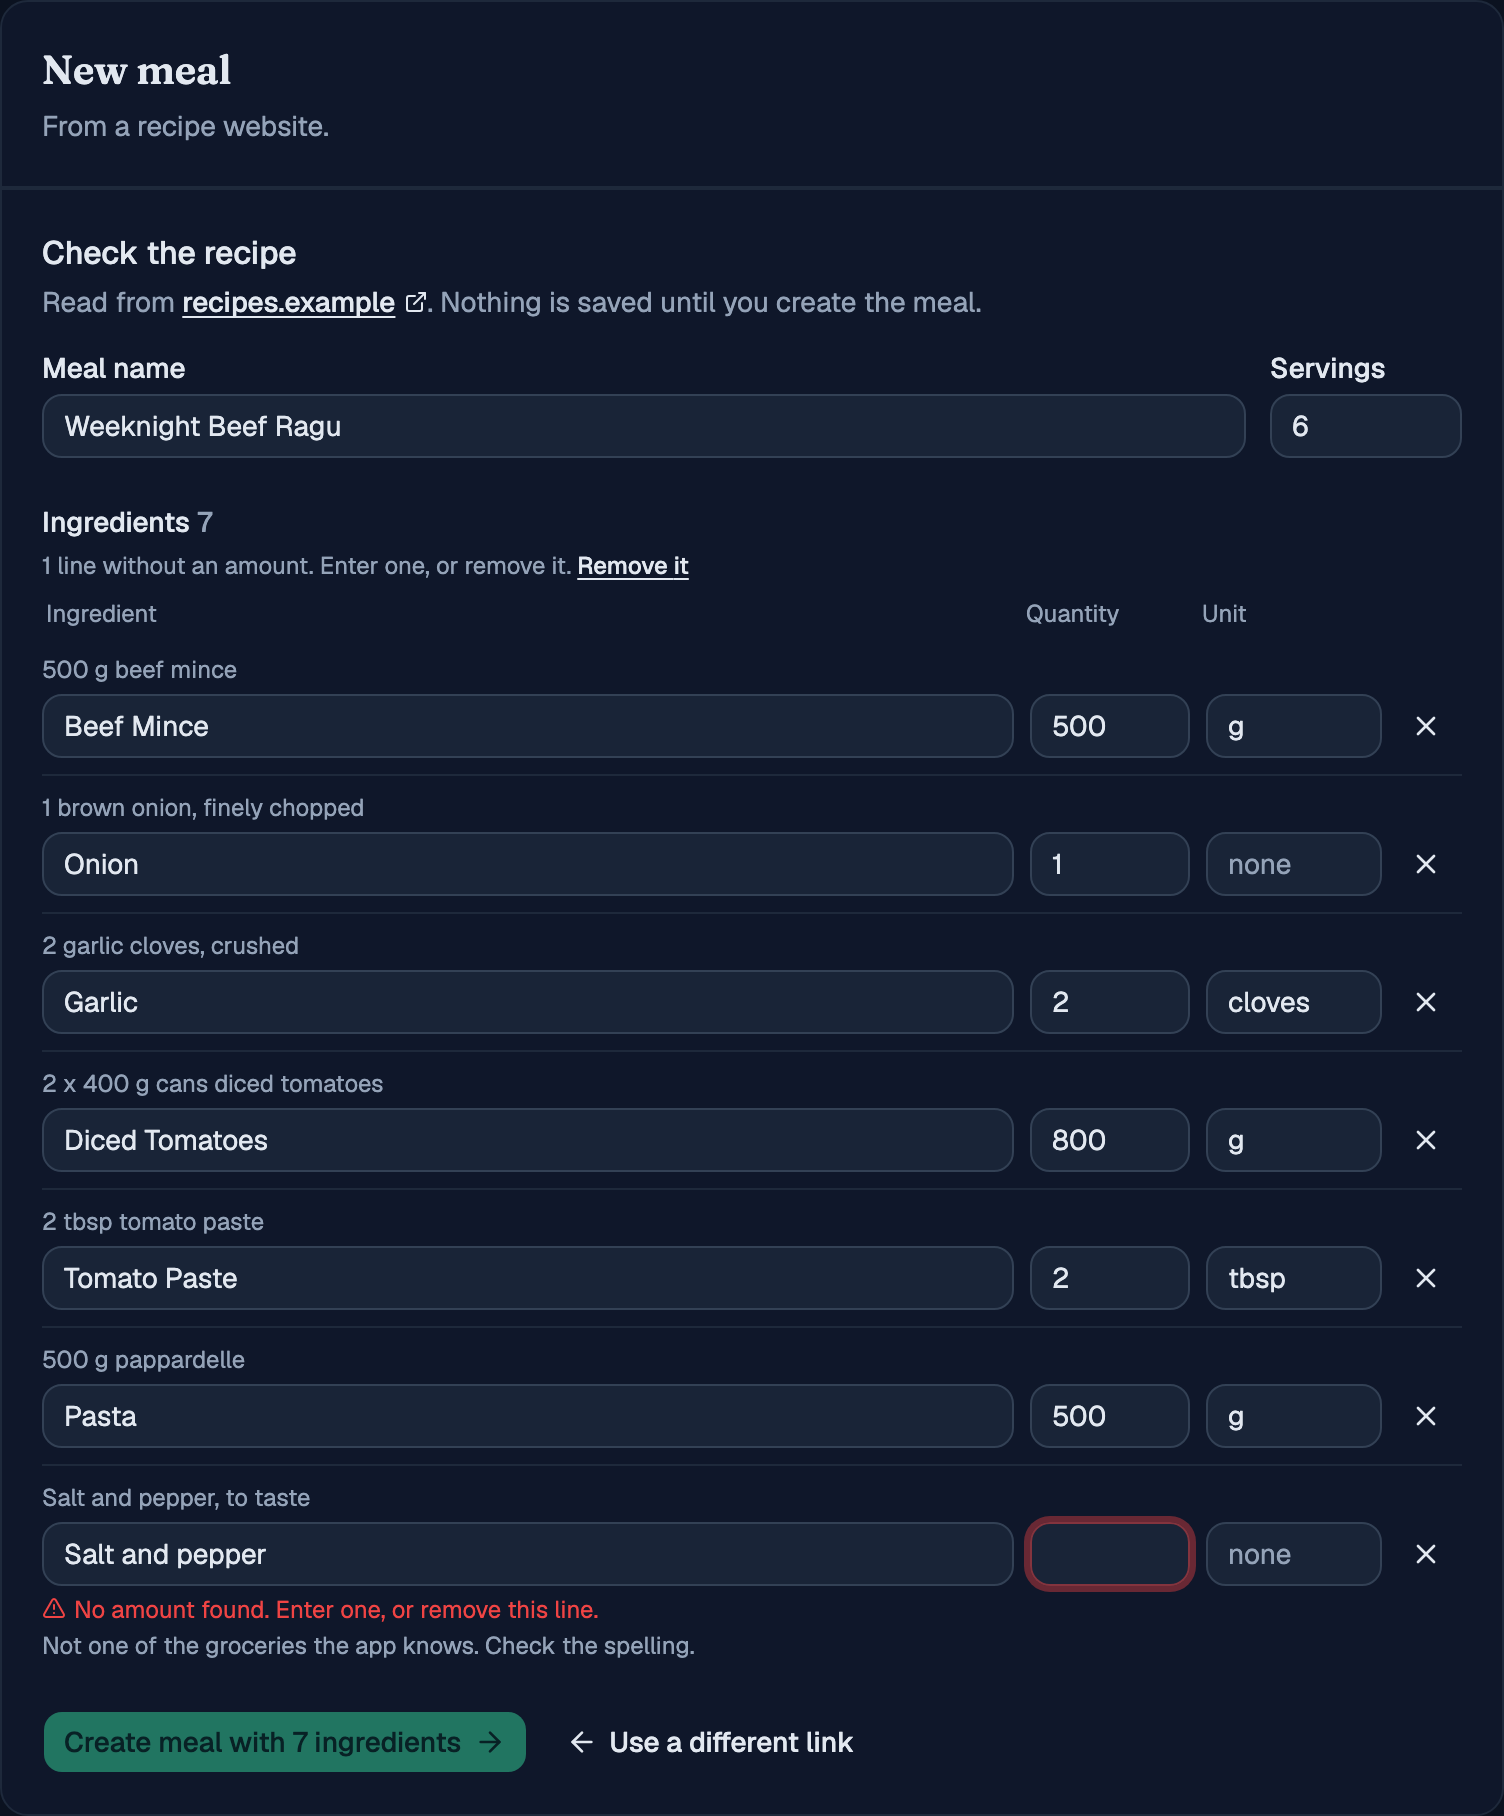 New meal
From a recipe website.
Check the recipe
Read from recipes.example. Nothing is saved until you create the meal.
Meal name
Servings
Weeknight Beef Ragu
6
Ingredients 7
1 line without an amount. Enter one, or remove it. Remove it
Ingredient Quantity Unit
500 g beef mince
Beef Mince 500 g
1 brown onion, finely chopped
Onion 1 none
2 garlic cloves, crushed
Garlic 2 cloves
2 x 400 g cans diced tomatoes
Diced Tomatoes 800 g
2 tbsp tomato paste
Tomato Paste 2 tbsp
500 g pappardelle
Pasta 500 g
Salt and pepper, to taste
Salt and pepper none
No amount found. Enter one, or remove this line.
Not one of the groceries the app knows. Check the spelling.
Create meal with 7 ingredients → ← Use a different link